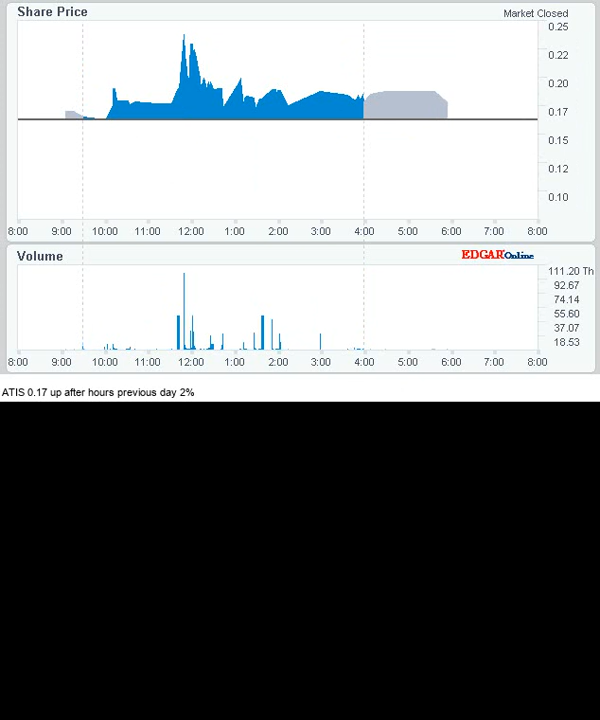 Share Price
Market Closed
0.25
0.22
0.20
0.17
0.15
0.12
0.10
8:00 9:00 10:00 11:00 12:00 1:00 2:00 3:00 4:00 5:00 6:00 7:00 8:00
Volume
EDGAR Online
111.20 Th
92.67
74.14
55.60
37.07
18.53
8:00 9:00 10:00 11:00 12:00 1:00 2:00 3:00 4:00 5:00 6:00 7:00 8:00
ATIS 0.17 up after hours previous day 2%